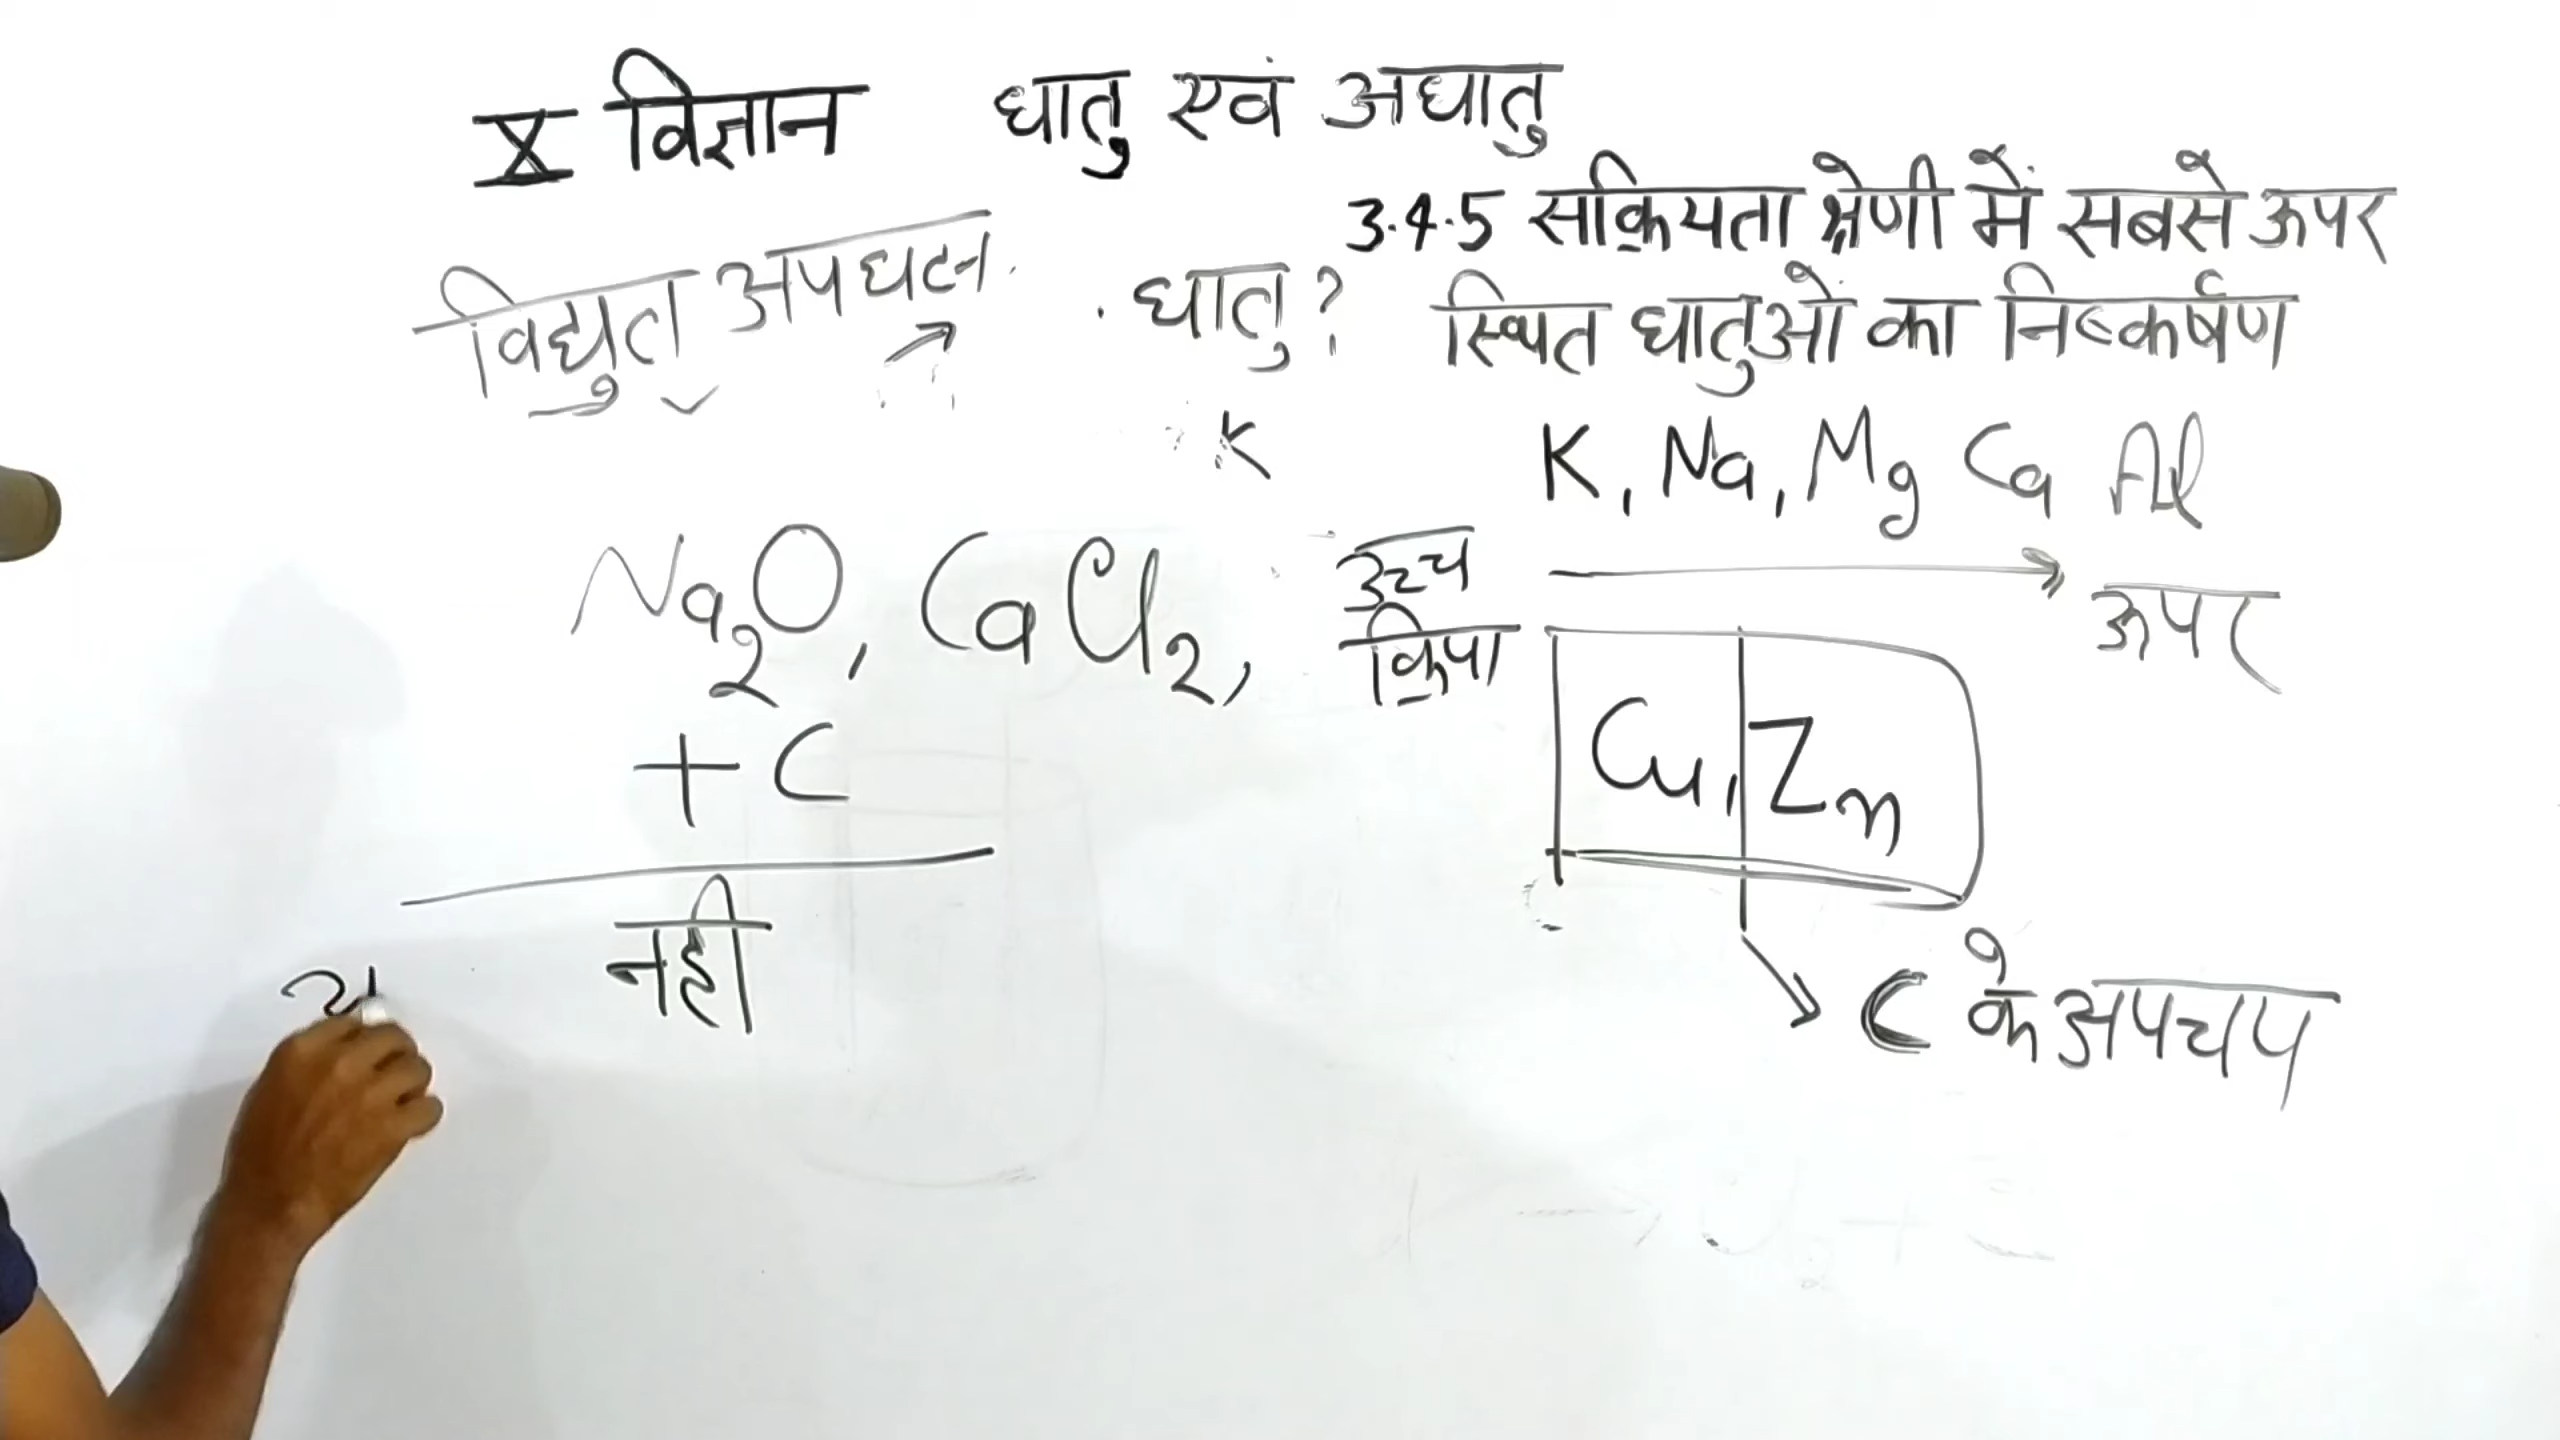 X विज्ञान धातु एवं अधातु
3.4.5 सक्रियता श्रेणी में सबसे ऊपर
स्थित धातुओं का निष्कर्षण
विद्युत अपघटन
धातु ?
K
K, Na, Mg Ca Al
Na2O, CaCl2,
उच्च
क्रिया
ऊपर
+ C
Cu, Zn
नही
C के अपचय